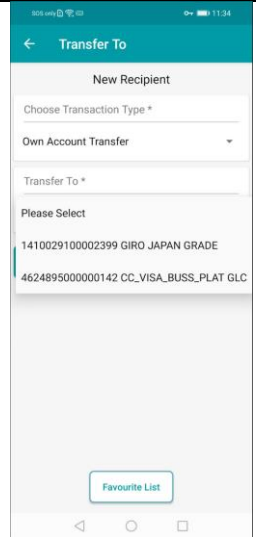 SOS only
11:34
Transfer To
New Recipient
Choose Transaction Type *
Own Account Transfer
Transfer To *
Please Select
1410029100002399 GIRO JAPAN GRADE
4624895000000142 CC_VISA_BUSS_PLAT GLC
Favourite List